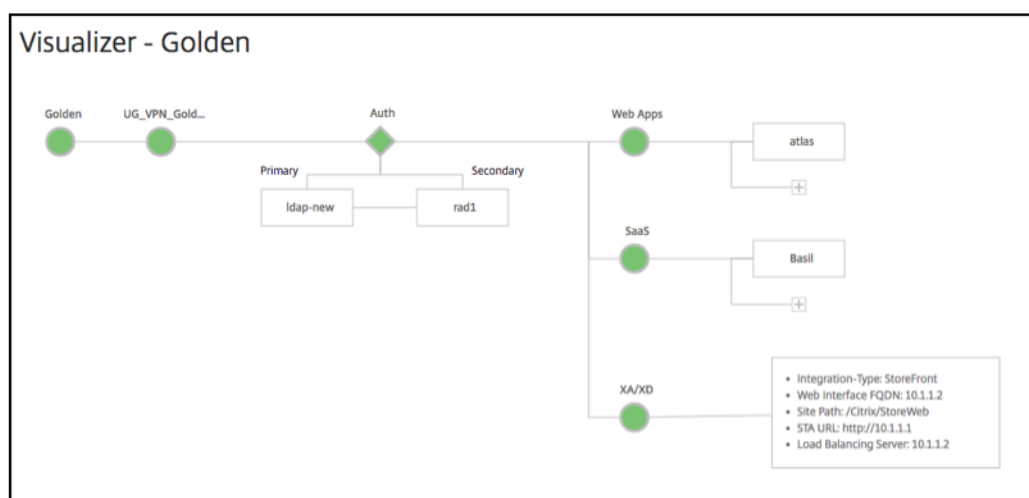 Visualizer - Golden
Golden
UG_VPN_Gold...
Auth
Web Apps
atlas
Primary
Secondary
ldap-new
rad1
SaaS
Basil
XA/XD
• Integration-Type: StoreFront
• Web Interface FQDN: 10.1.1.2
• Site Path: /Citrix/StoreWeb
• STA URL: http://10.1.1.1
• Load Balancing Server: 10.1.1.2